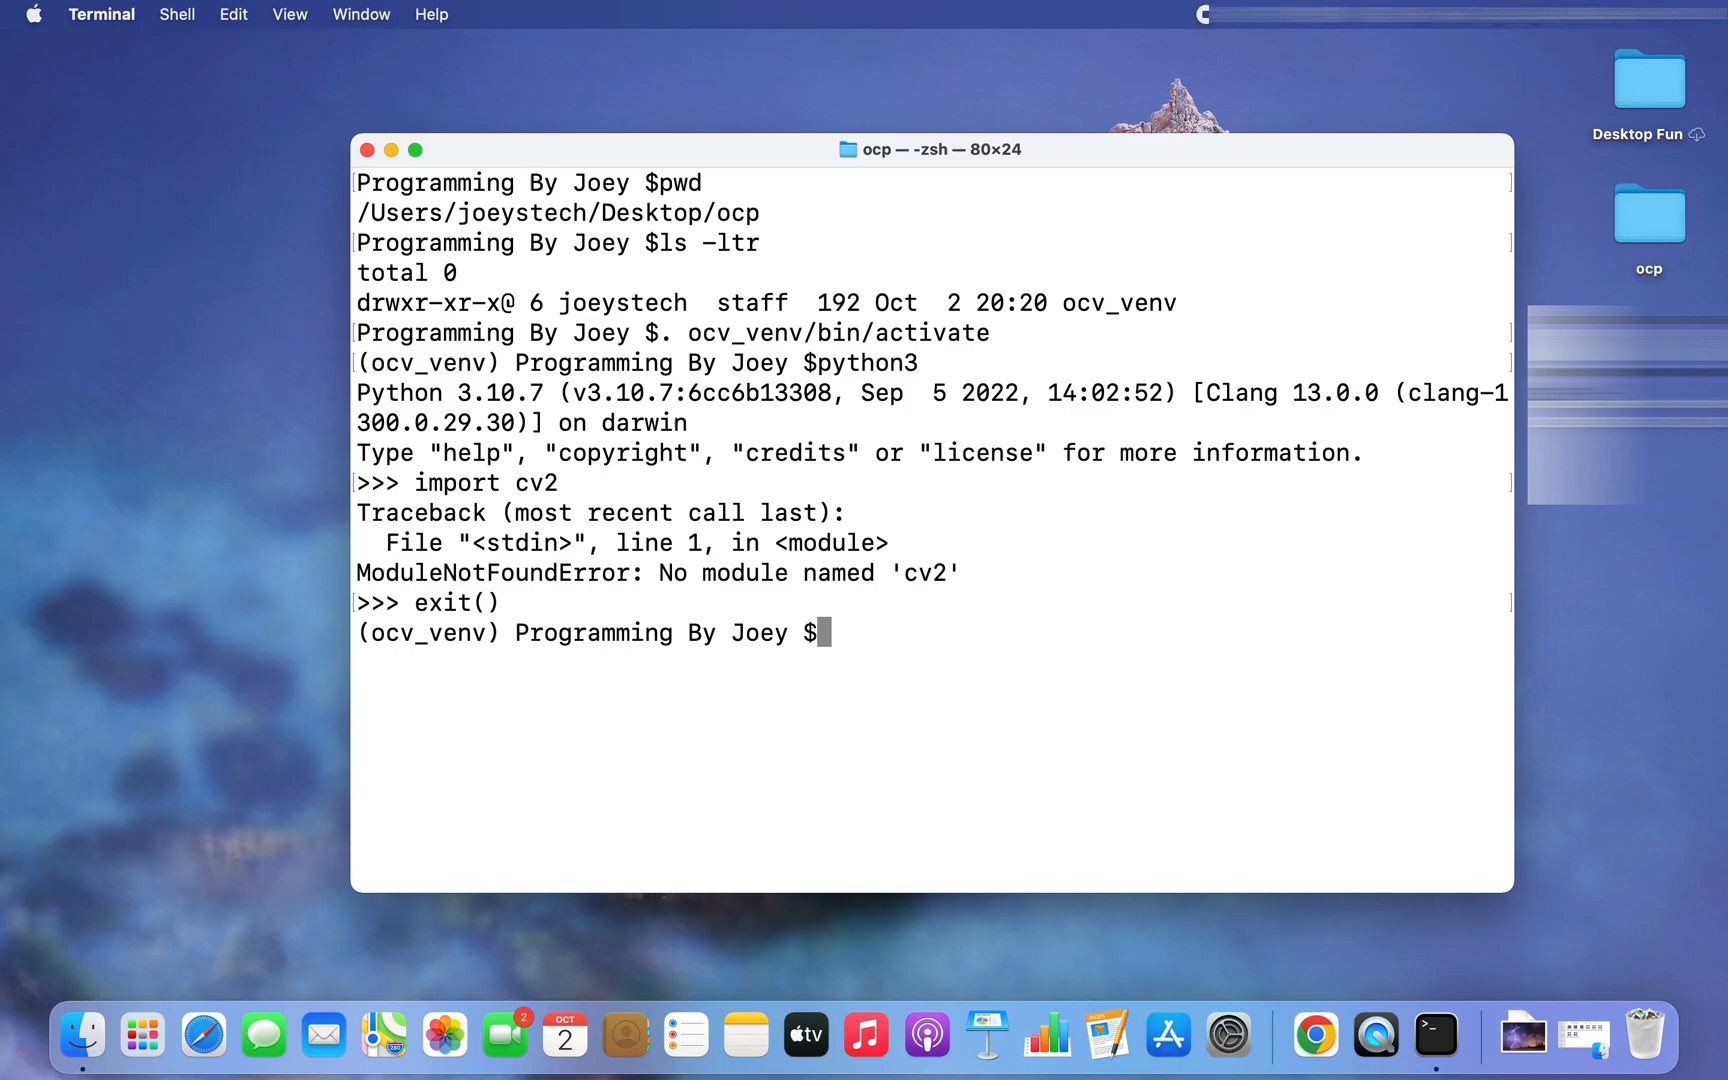 Terminal Shell Edit View Window Help
Desktop Fun
ocp
ocp — -zsh — 80×24
Programming By Joey $pwd
/Users/joeystech/Desktop/ocp
Programming By Joey $ls -ltr
total 0
drwxr-xr-x@ 6 joeystech  staff  192 Oct  2 20:20 ocv_venv
Programming By Joey $. ocv_venv/bin/activate
(ocv_venv) Programming By Joey $python3
Python 3.10.7 (v3.10.7:6cc6b13308, Sep  5 2022, 14:02:52) [Clang 13.0.0 (clang-1
300.0.29.30)] on darwin
Type "help", "copyright", "credits" or "license" for more information.
>>> import cv2
Traceback (most recent call last):
  File "<stdin>", line 1, in <module>
ModuleNotFoundError: No module named 'cv2'
>>> exit()
(ocv_venv) Programming By Joey $
2
OCT
2
280
tv
PAGES
>_